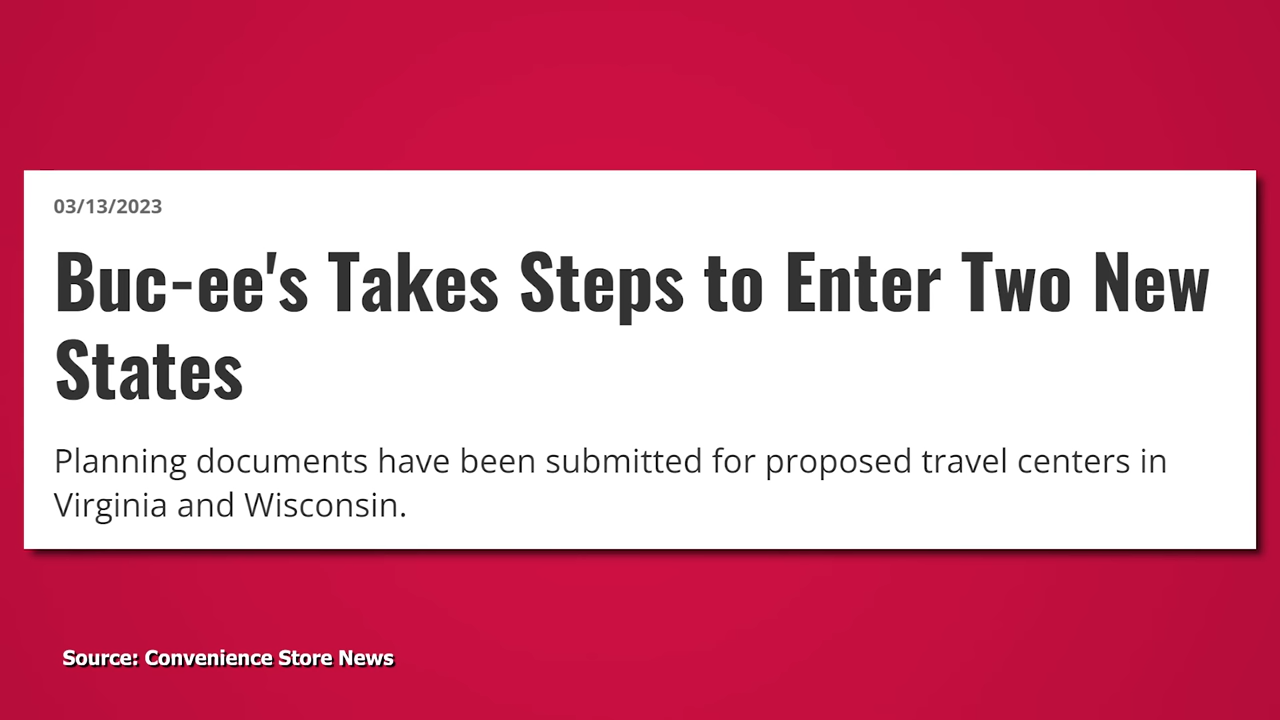 03/13/2023
Buc-ee's Takes Steps to Enter Two New
States
Planning documents have been submitted for proposed travel centers in
Virginia and Wisconsin.
Source: Convenience Store News